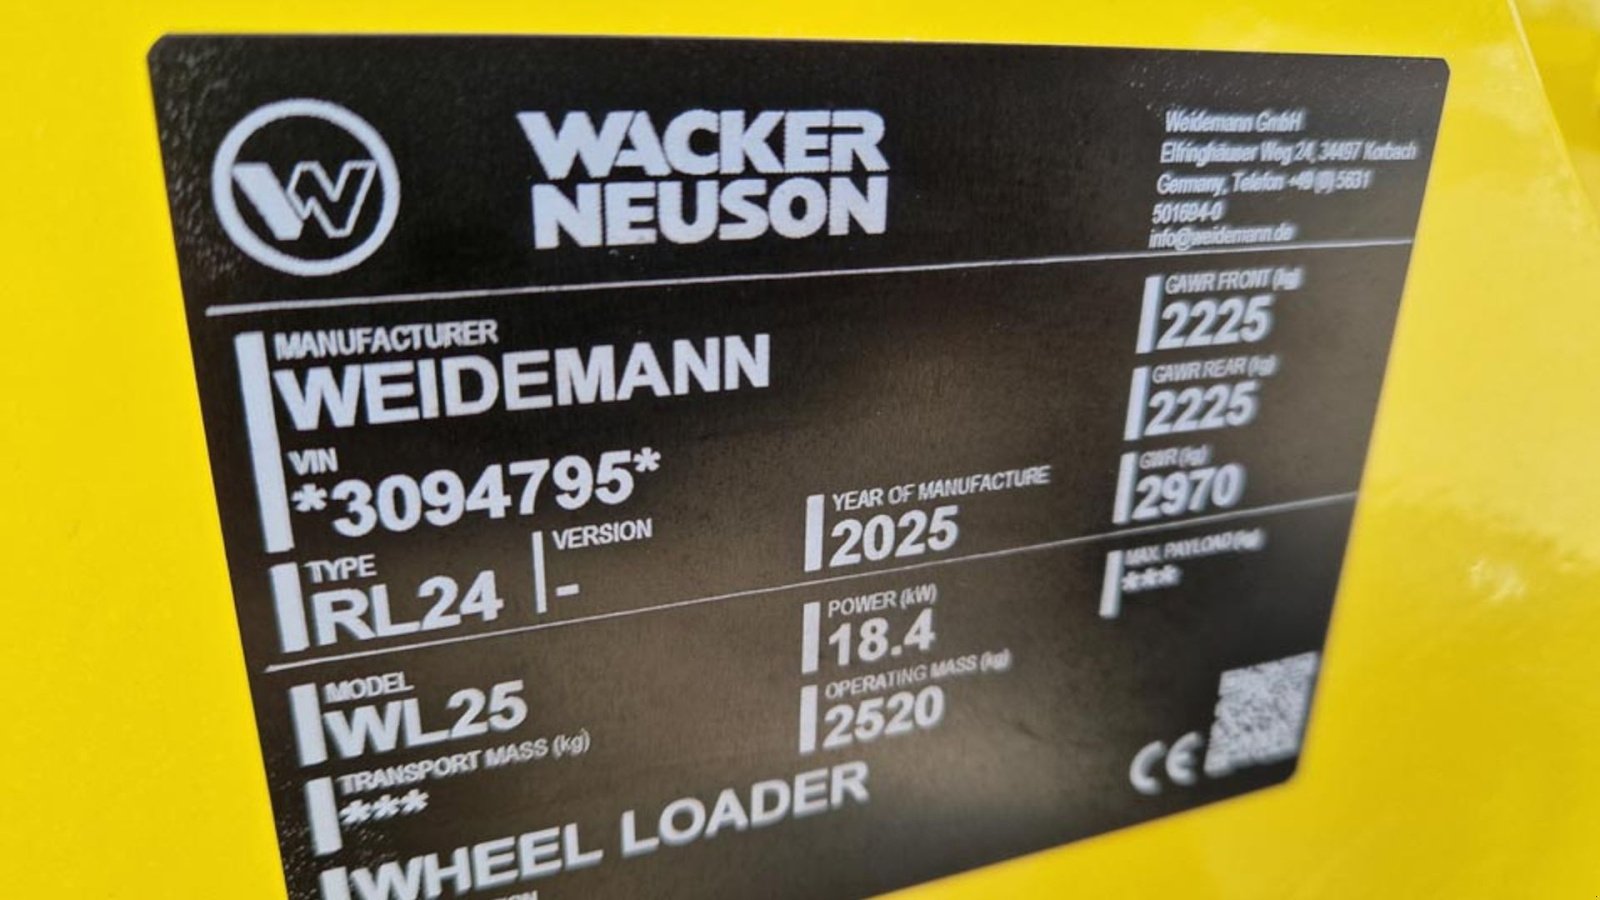 WACKER
NEUSON
Weidemann GmbH
Elfringhäuser Weg 24, 34497 Korbach
Germany, Telefon +49 (0) 5631
501694-0
info@weidemann.de
MANUFACTURER
WEIDEMANN
VIN
*3094795*
TYPE
RL24
VERSION
-
YEAR OF MANUFACTURE
2025
GAWR FRONT (kg)
2225
GAWR REAR (kg)
2225
GWR (kg)
2970
MODEL
WL25
POWER (kW)
18.4
MAX. PAYLOAD (kg)
***
TRANSPORT MASS (kg)
***
OPERATING MASS (kg)
2520
WHEEL LOADER
CE